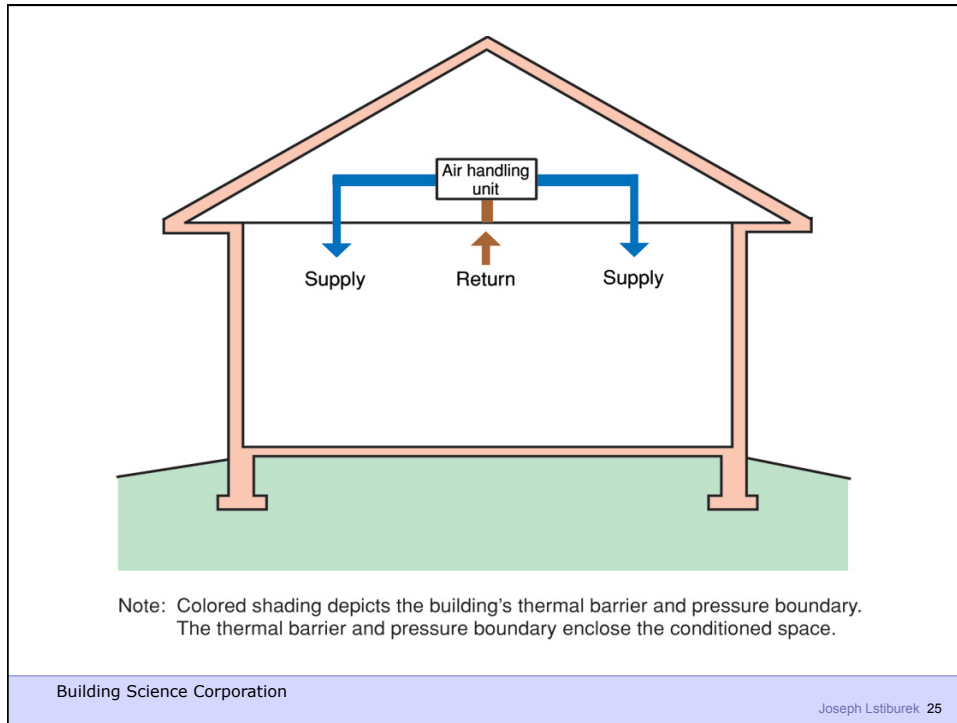 Air handling
unit
Supply
Return
Supply
Note: Colored shading depicts the building's thermal barrier and pressure boundary.
The thermal barrier and pressure boundary enclose the conditioned space.
Building Science Corporation
Joseph Lstiburek 25